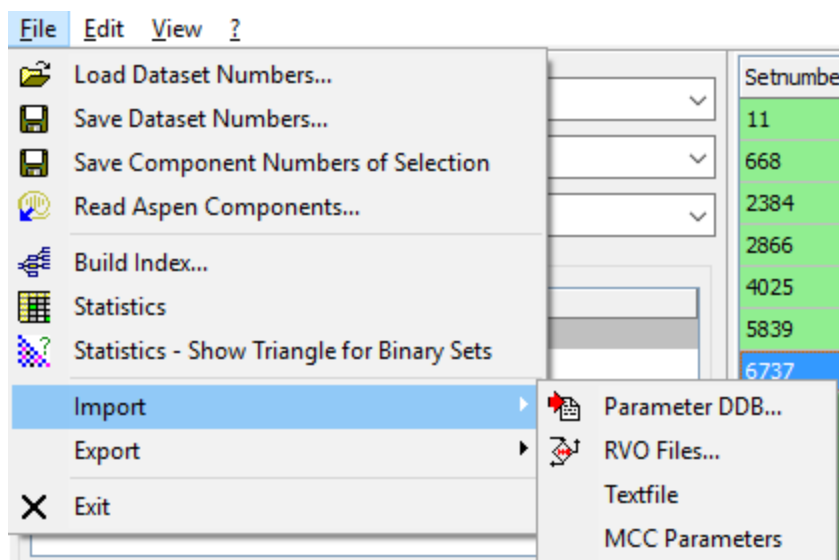 File Edit View ?
Load Dataset Numbers...
Save Dataset Numbers...
Save Component Numbers of Selection
Read Aspen Components...
Build Index...
Statistics
Statistics - Show Triangle for Binary Sets
Import
Export
Exit
Parameter DDB...
RVO Files...
Textfile
MCC Parameters
Setnumbe
11
668
2384
2866
4025
5839
6737